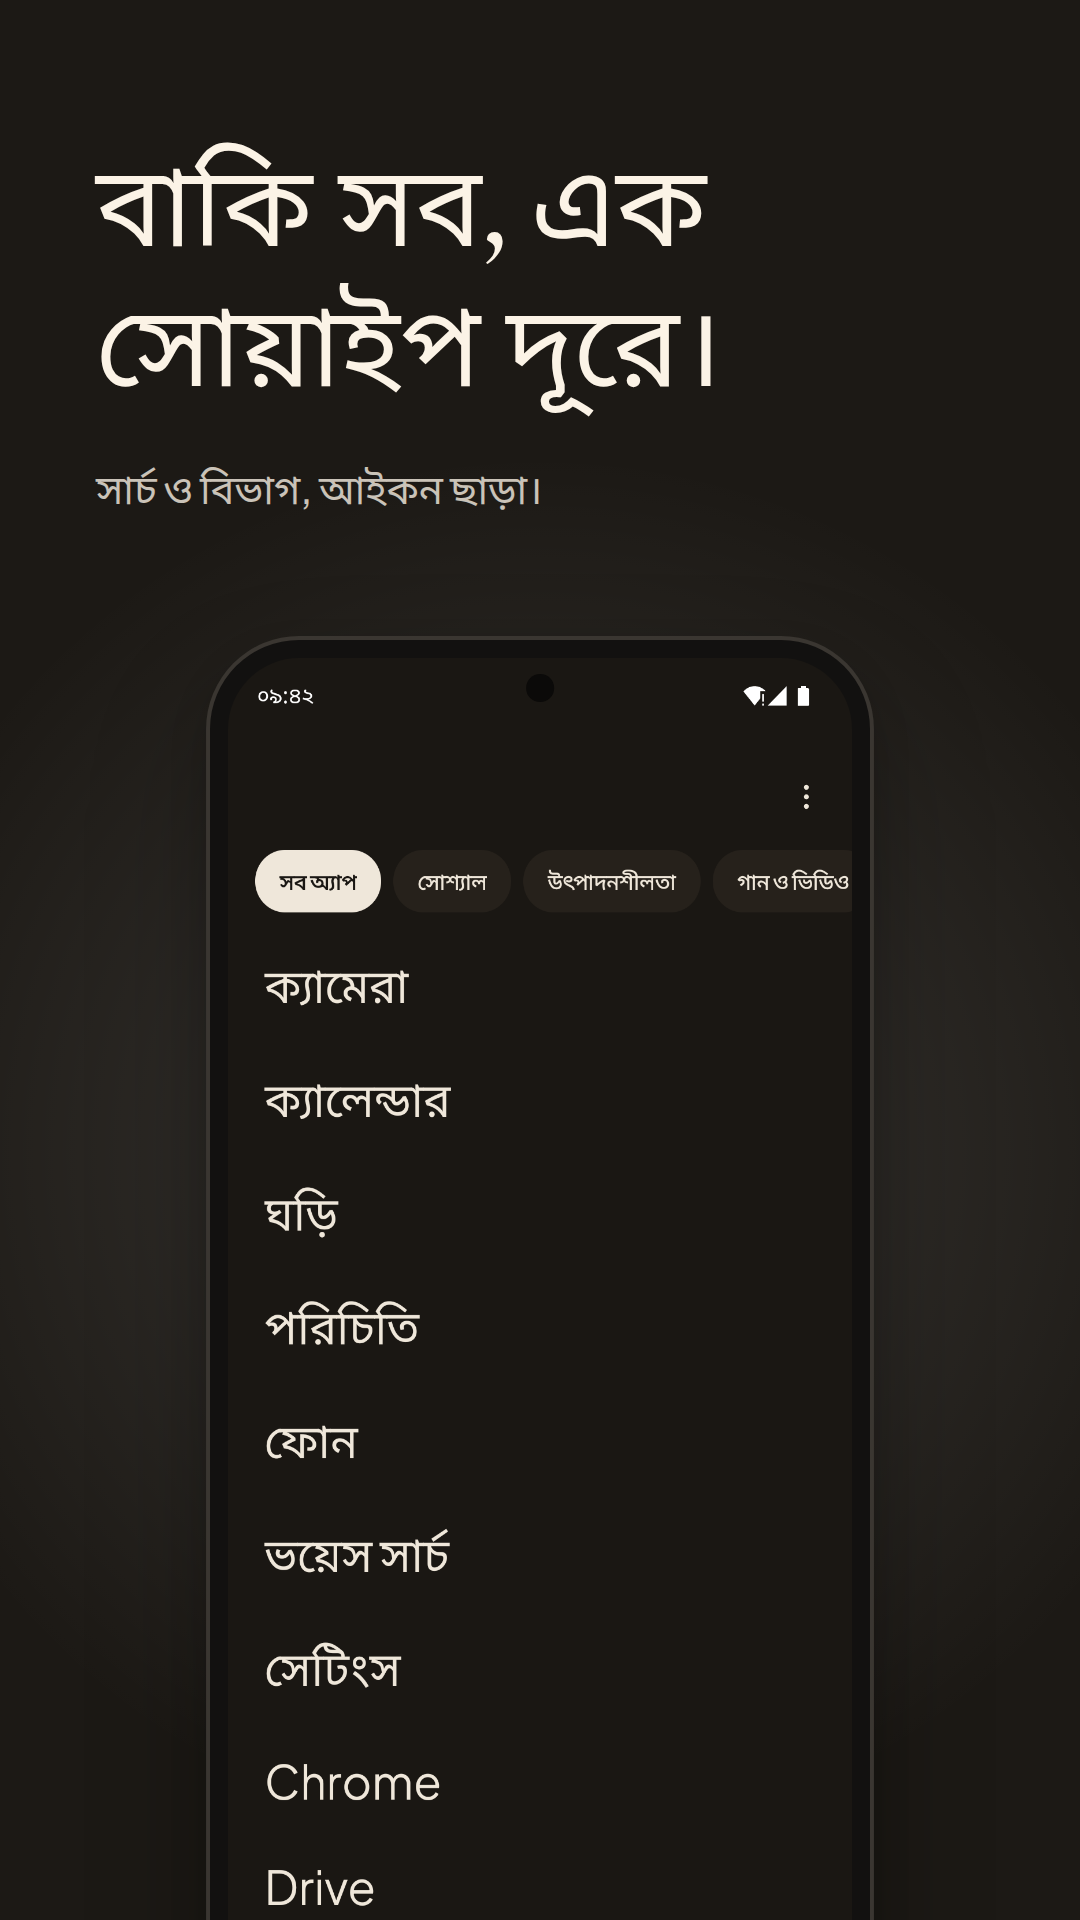 বাকি সব, এক
সোয়াইপ দূরে।
সার্চ ও বিভাগ, আইকন ছাড়া।
০৯:৪২
সব অ্যাপ সোশ্যাল উৎপাদনশীলতা গান ও ভিডিও
ক্যামেরা
ক্যালেন্ডার
ঘড়ি
পরিচিতি
ফোন
ভয়েস সার্চ
সেটিংস
Chrome
Drive